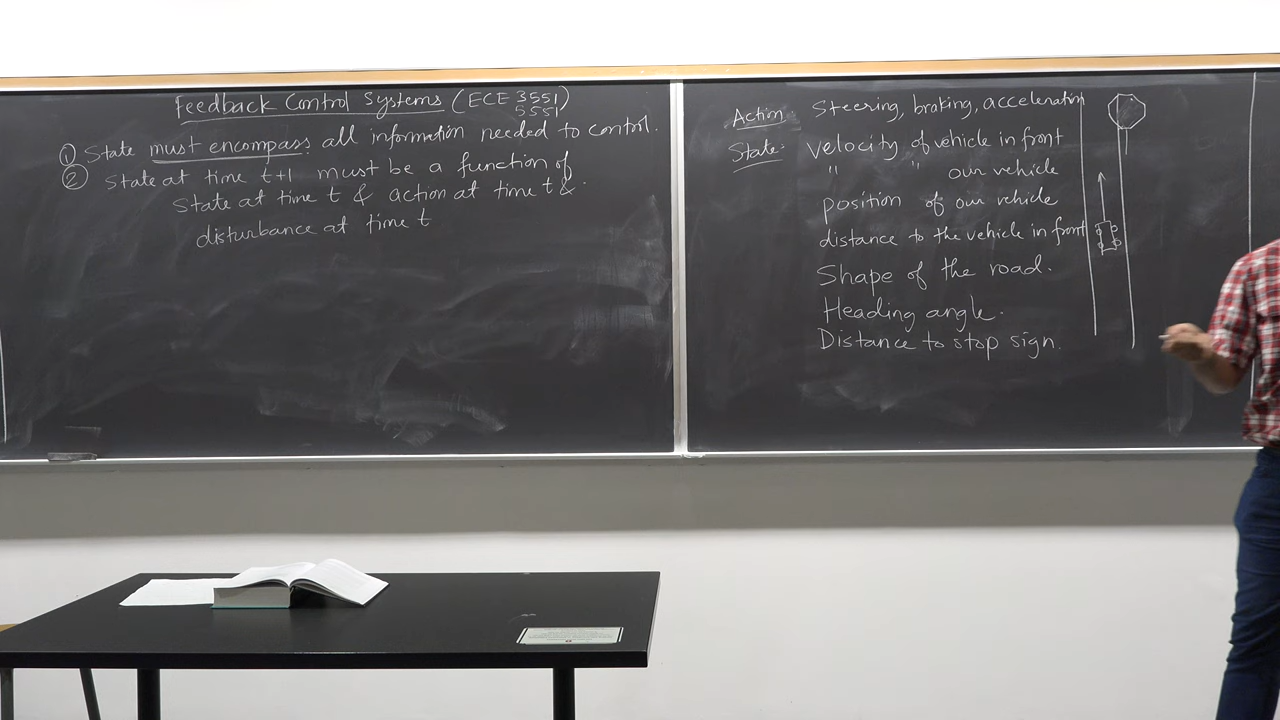 Feedback Control Systems (ECE 3551)
5551
① State must encompass all information needed to control.
② State at time t+1 must be a function of
State at time t & action at time t &
disturbance at time t
Action: Steering, braking, acceleration
State: Velocity of vehicle in front
" " our vehicle
position of our vehicle
distance to the vehicle in front
Shape of the road.
Heading angle.
Distance to stop sign.